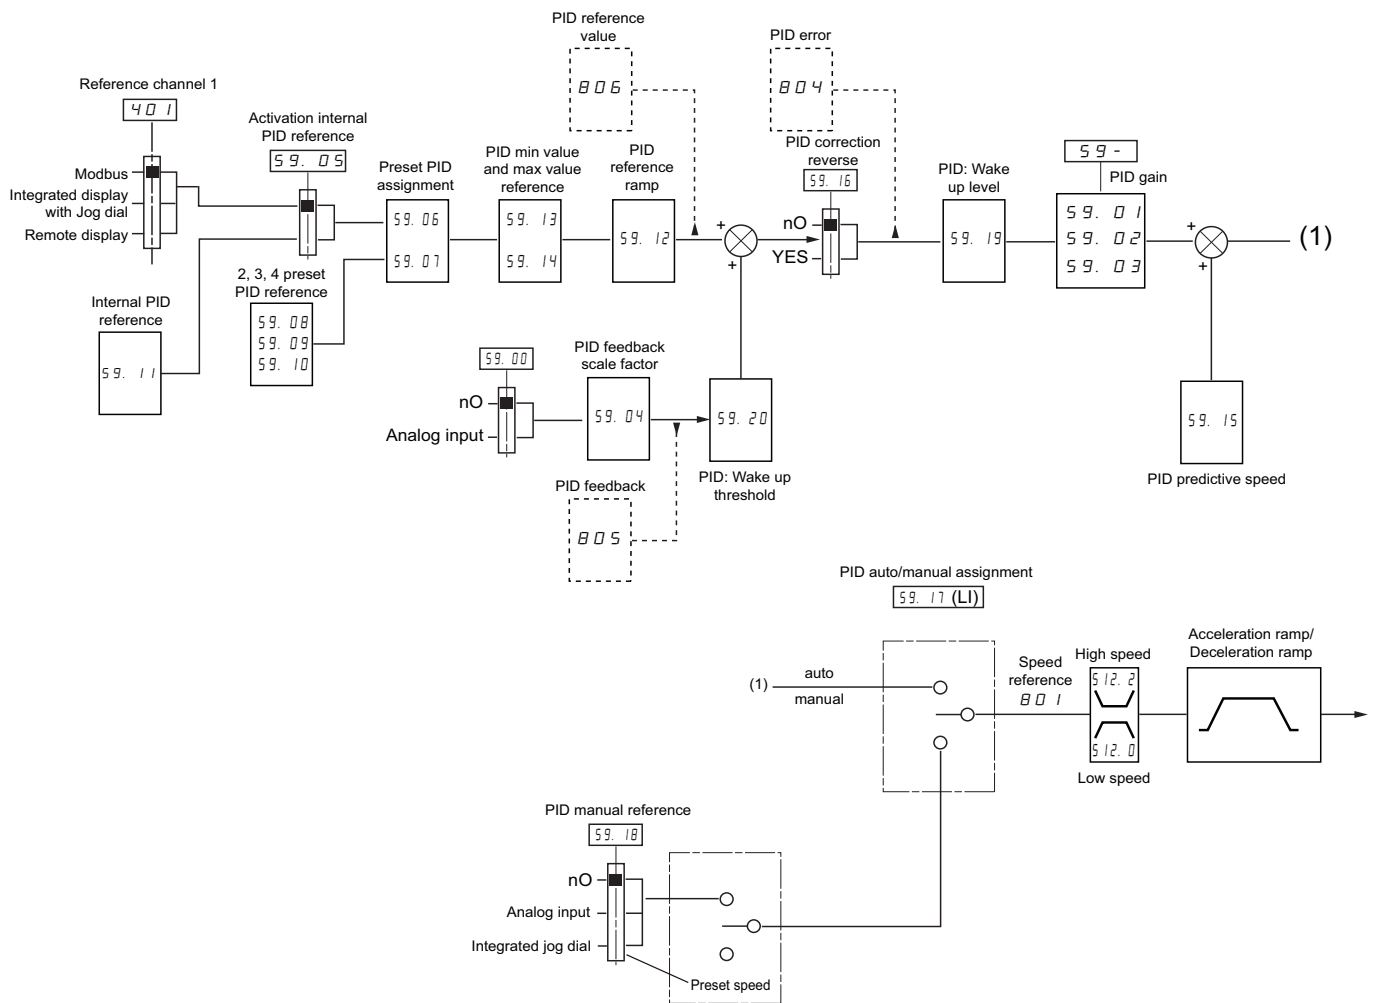 PID reference
value
806
PID error
804
Reference channel 1
401
Activation internal
PID reference
59. 05
Modbus
Integrated display
with Jog dial
Remote display
Preset PID
assignment
59. 06
59. 07
PID min value
and max value
reference
59. 13
59. 14
PID
reference
ramp
59. 12
+
+
PID correction
reverse
59. 16
nO
YES
PID: Wake
up level
59. 19
59-
PID gain
59. 01
59. 02
59. 03
+
+
(1)
Internal PID
reference
59. 11
2, 3, 4 preset
PID reference
59. 08
59. 09
59. 10
59. 00
nO
Analog input
PID feedback
scale factor
59. 04
59. 20
PID: Wake up
threshold
PID feedback
805
59. 15
PID predictive speed
PID auto/manual assignment
59. 17 (LI)
(1)
auto
manual
Speed
reference
801
High speed
512. 2
512. 0
Low speed
Acceleration ramp/
Deceleration ramp
PID manual reference
59. 18
nO
Analog input
Integrated jog dial
Preset speed